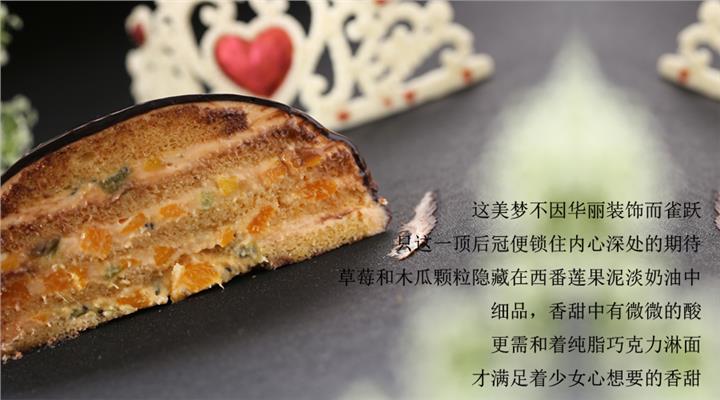 这美梦不因华丽装饰而雀跃
只这一顶后冠便锁住内心深处的期待
草莓和木瓜颗粒隐藏在西番莲果泥淡奶油中
细品，香甜中有微微的酸
更需和着纯脂巧克力淋面
才满足着少女心想要的香甜